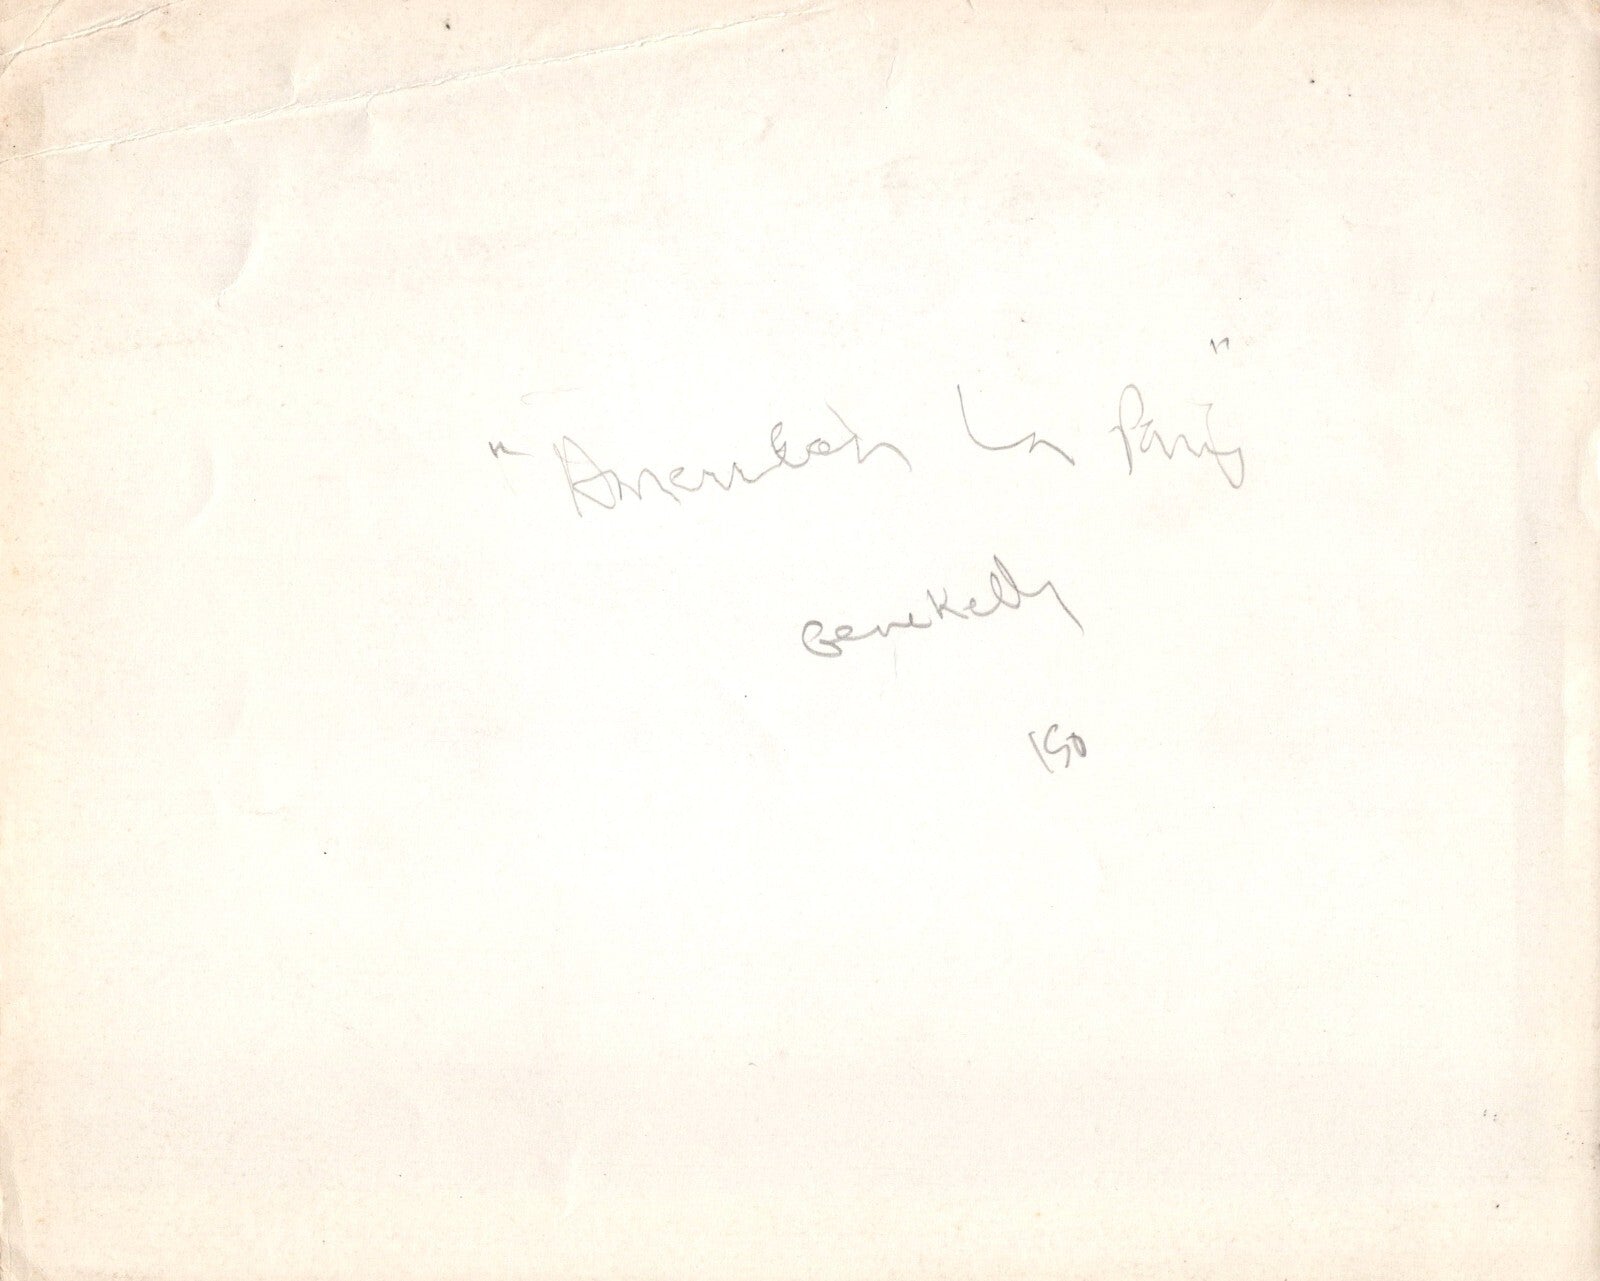 "American in Paris"
Gene Kelly
150